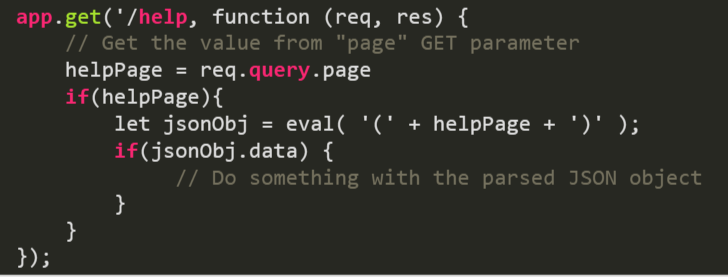 app.get('/help, function (req, res) {
    // Get the value from "page" GET parameter
    helpPage = req.query.page
    if(helpPage){
        let jsonObj = eval( '(' + helpPage + ')' );
        if(jsonObj.data) {
             // Do something with the parsed JSON object
        }
    }
});